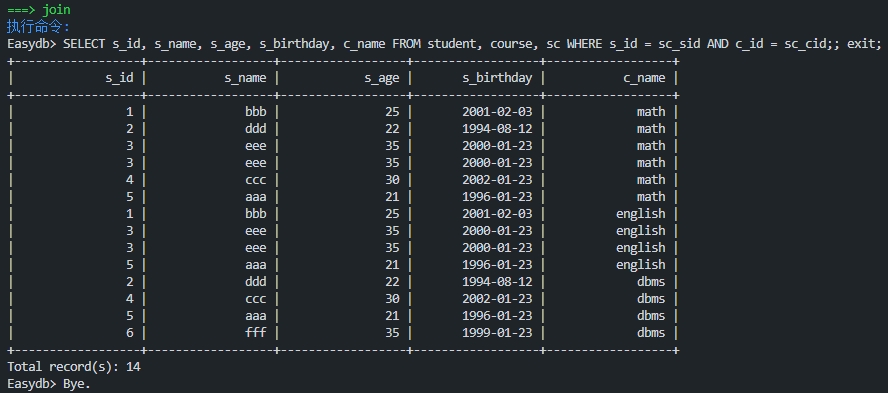 ===> join
执行命令:
Easydb> SELECT s_id, s_name, s_age, s_birthday, c_name FROM student, course, sc WHERE s_id = sc_sid AND c_id = sc_cid;; exit;
+------------------+------------------+------------------+------------------+------------------+
| s_id | s_name | s_age | s_birthday | c_name |
+------------------+------------------+------------------+------------------+------------------+
| 1 | bbb | 25 | 2001-02-03 | math |
| 2 | ddd | 22 | 1994-08-12 | math |
| 3 | eee | 35 | 2000-01-23 | math |
| 3 | eee | 35 | 2000-01-23 | math |
| 4 | ccc | 30 | 2002-01-23 | math |
| 5 | aaa | 21 | 1996-01-23 | math |
| 1 | bbb | 25 | 2001-02-03 | english |
| 3 | eee | 35 | 2000-01-23 | english |
| 3 | eee | 35 | 2000-01-23 | english |
| 5 | aaa | 21 | 1996-01-23 | english |
| 2 | ddd | 22 | 1994-08-12 | dbms |
| 4 | ccc | 30 | 2002-01-23 | dbms |
| 5 | aaa | 21 | 1996-01-23 | dbms |
| 6 | fff | 35 | 1999-01-23 | dbms |
+------------------+------------------+------------------+------------------+------------------+
Total record(s): 14
Easydb> Bye.